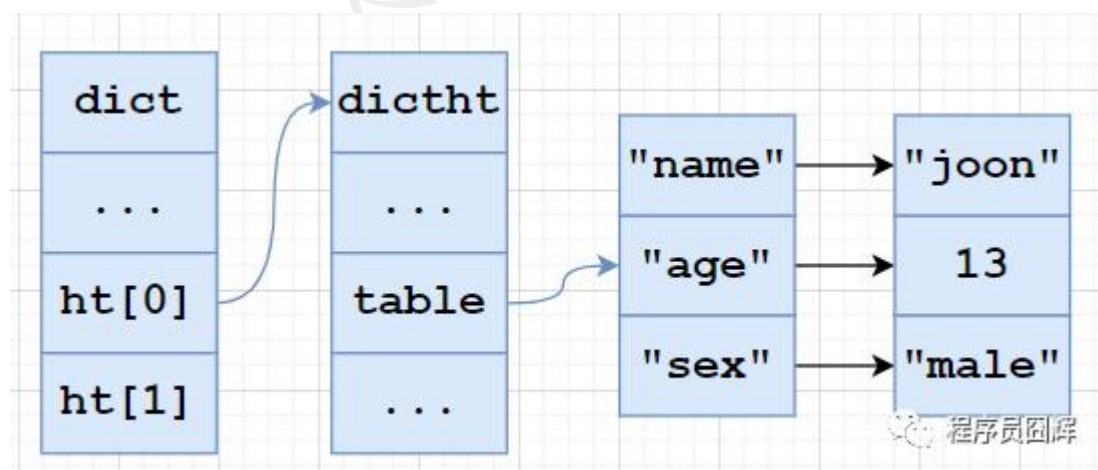 dict
...
ht[0]
ht[1]
dictht
...
table
...
"name"
"age"
"sex"
"joon"
13
"male"
程序员囧辉